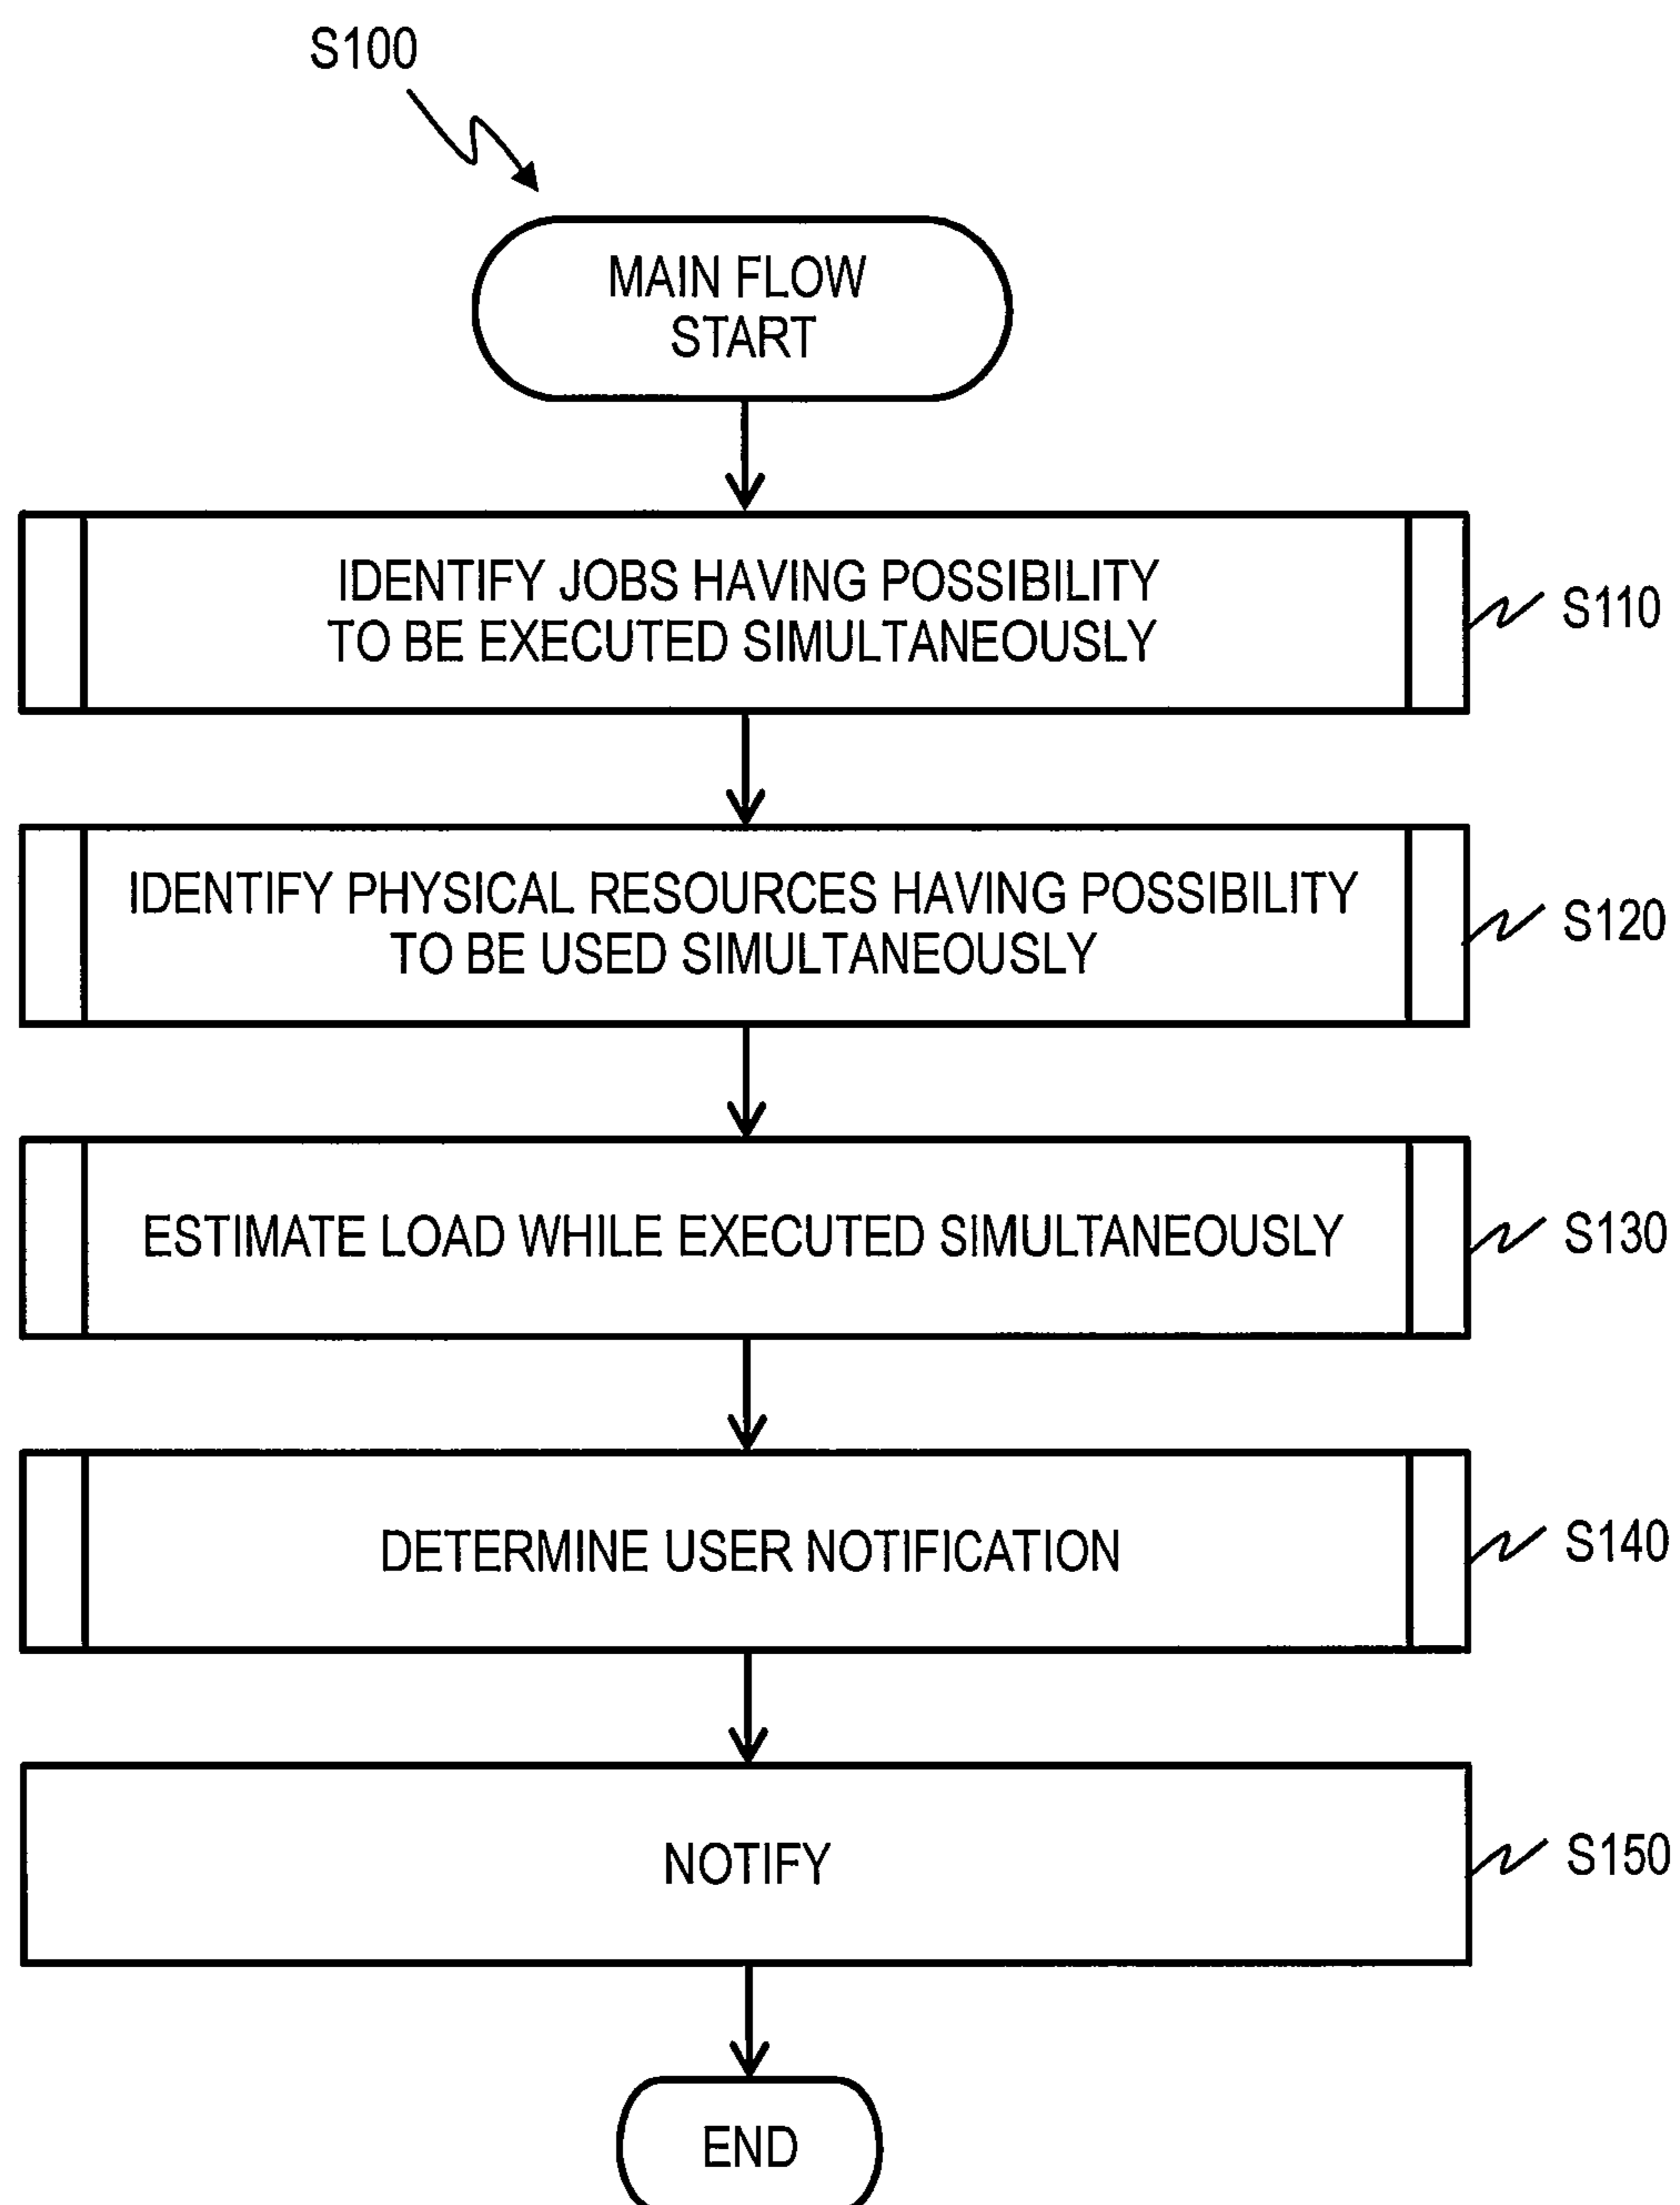 S100
MAIN FLOW
START
IDENTIFY JOBS HAVING POSSIBILITY
TO BE EXECUTED SIMULTANEOUSLY
S110
IDENTIFY PHYSICAL RESOURCES HAVING POSSIBILITY
TO BE USED SIMULTANEOUSLY
S120
ESTIMATE LOAD WHILE EXECUTED SIMULTANEOUSLY
S130
DETERMINE USER NOTIFICATION
S140
NOTIFY
S150
END